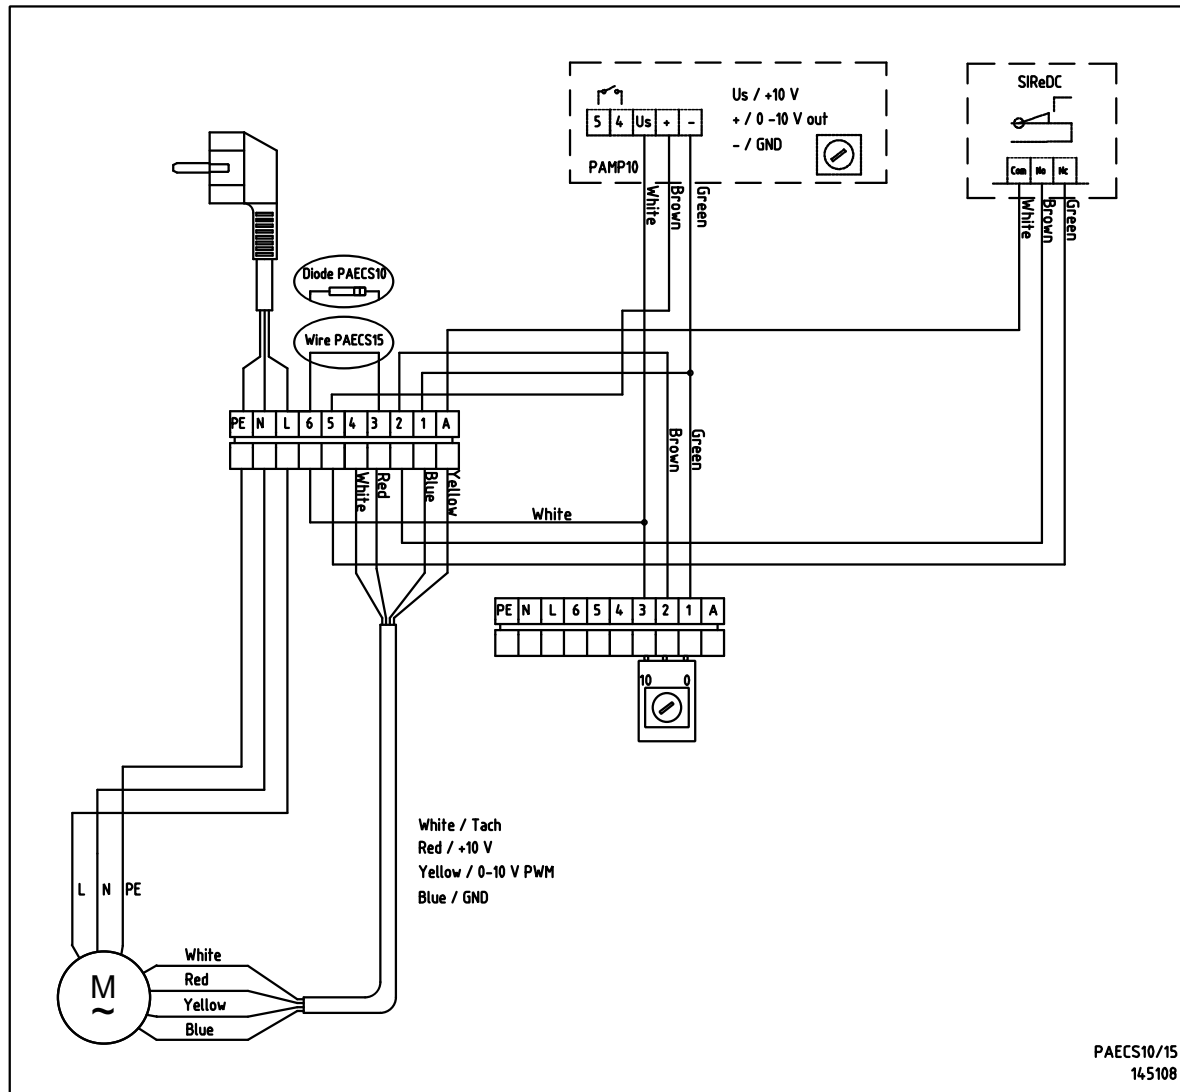 SIReDC
Us / +10 V
+ / 0 -10 V out
- / GND
5 4 Us + -
PAMP10
Com No Nc
White
Brown
Green
White
Brown
Green
Diode PAECS10
Wire PAECS15
PE N L 6 5 4 3 2 1 A
White
Red
Blue
Yellow
Brown
Green
White
PE N L 6 5 4 3 2 1 A
10 0
White / Tach
Red / +10 V
Yellow / 0-10 V PWM
Blue / GND
L N PE
White
Red
Yellow
Blue
M
~
PAECS10/15
145108